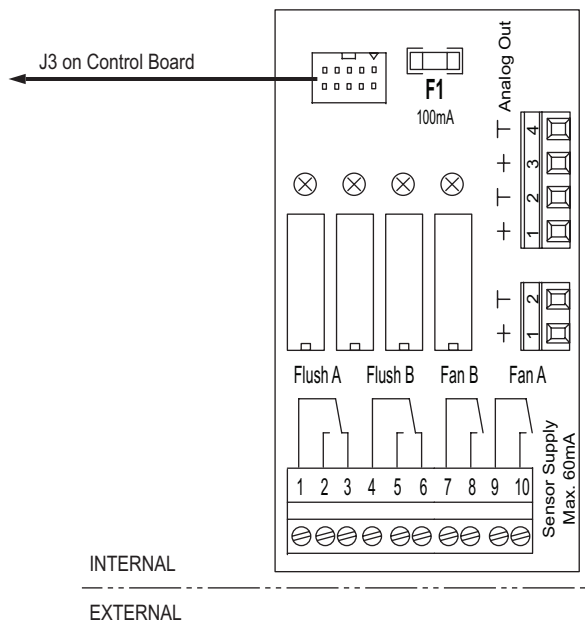 J3 on Control Board
F1
100mA
Analog Out
4
+ 3
2
+ 1
2
+ 1
Flush A Flush B Fan B Fan A
1 2 3 4 5 6 7 8 9 10
Sensor Supply
Max. 60mA
INTERNAL
EXTERNAL